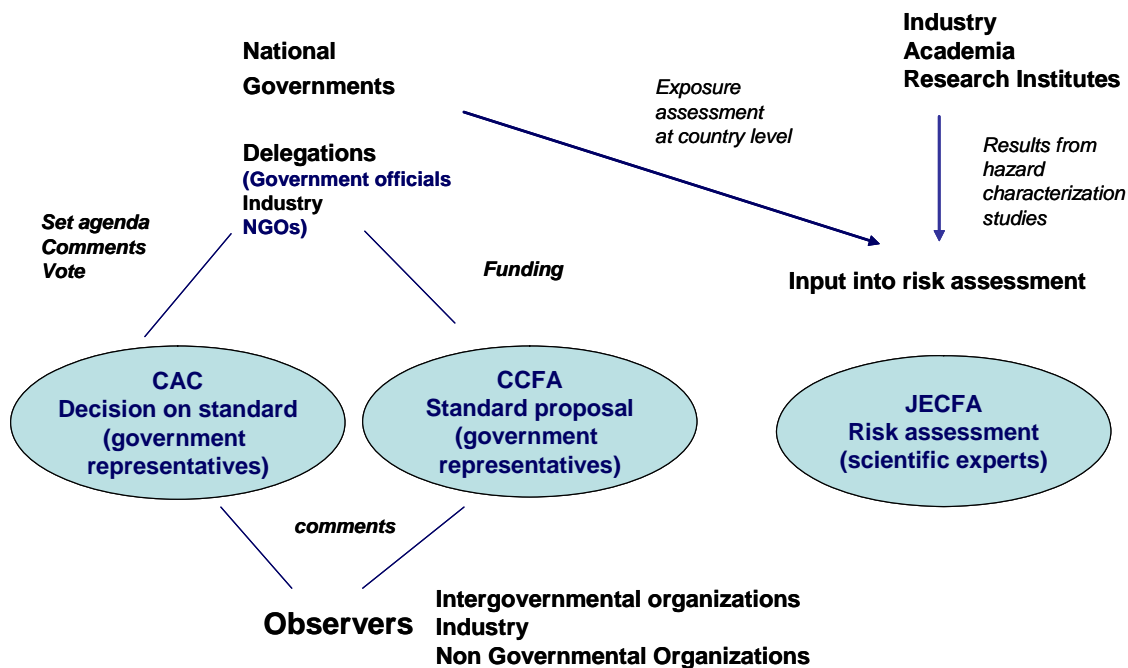 National
Governments
Industry
Academia
Research Institutes
Exposure
assessment
at country level
Delegations
(Government officials
Industry
NGOs)
Results from
hazard
characterization
studies
Set agenda
Comments
Vote
Funding
Input into risk assessment
CAC
Decision on standard
(government
representatives)
CCFA
Standard proposal
(government
representatives)
JECFA
Risk assessment
(scientific experts)
comments
Observers
Intergovernmental organizations
Industry
Non Governmental Organizations